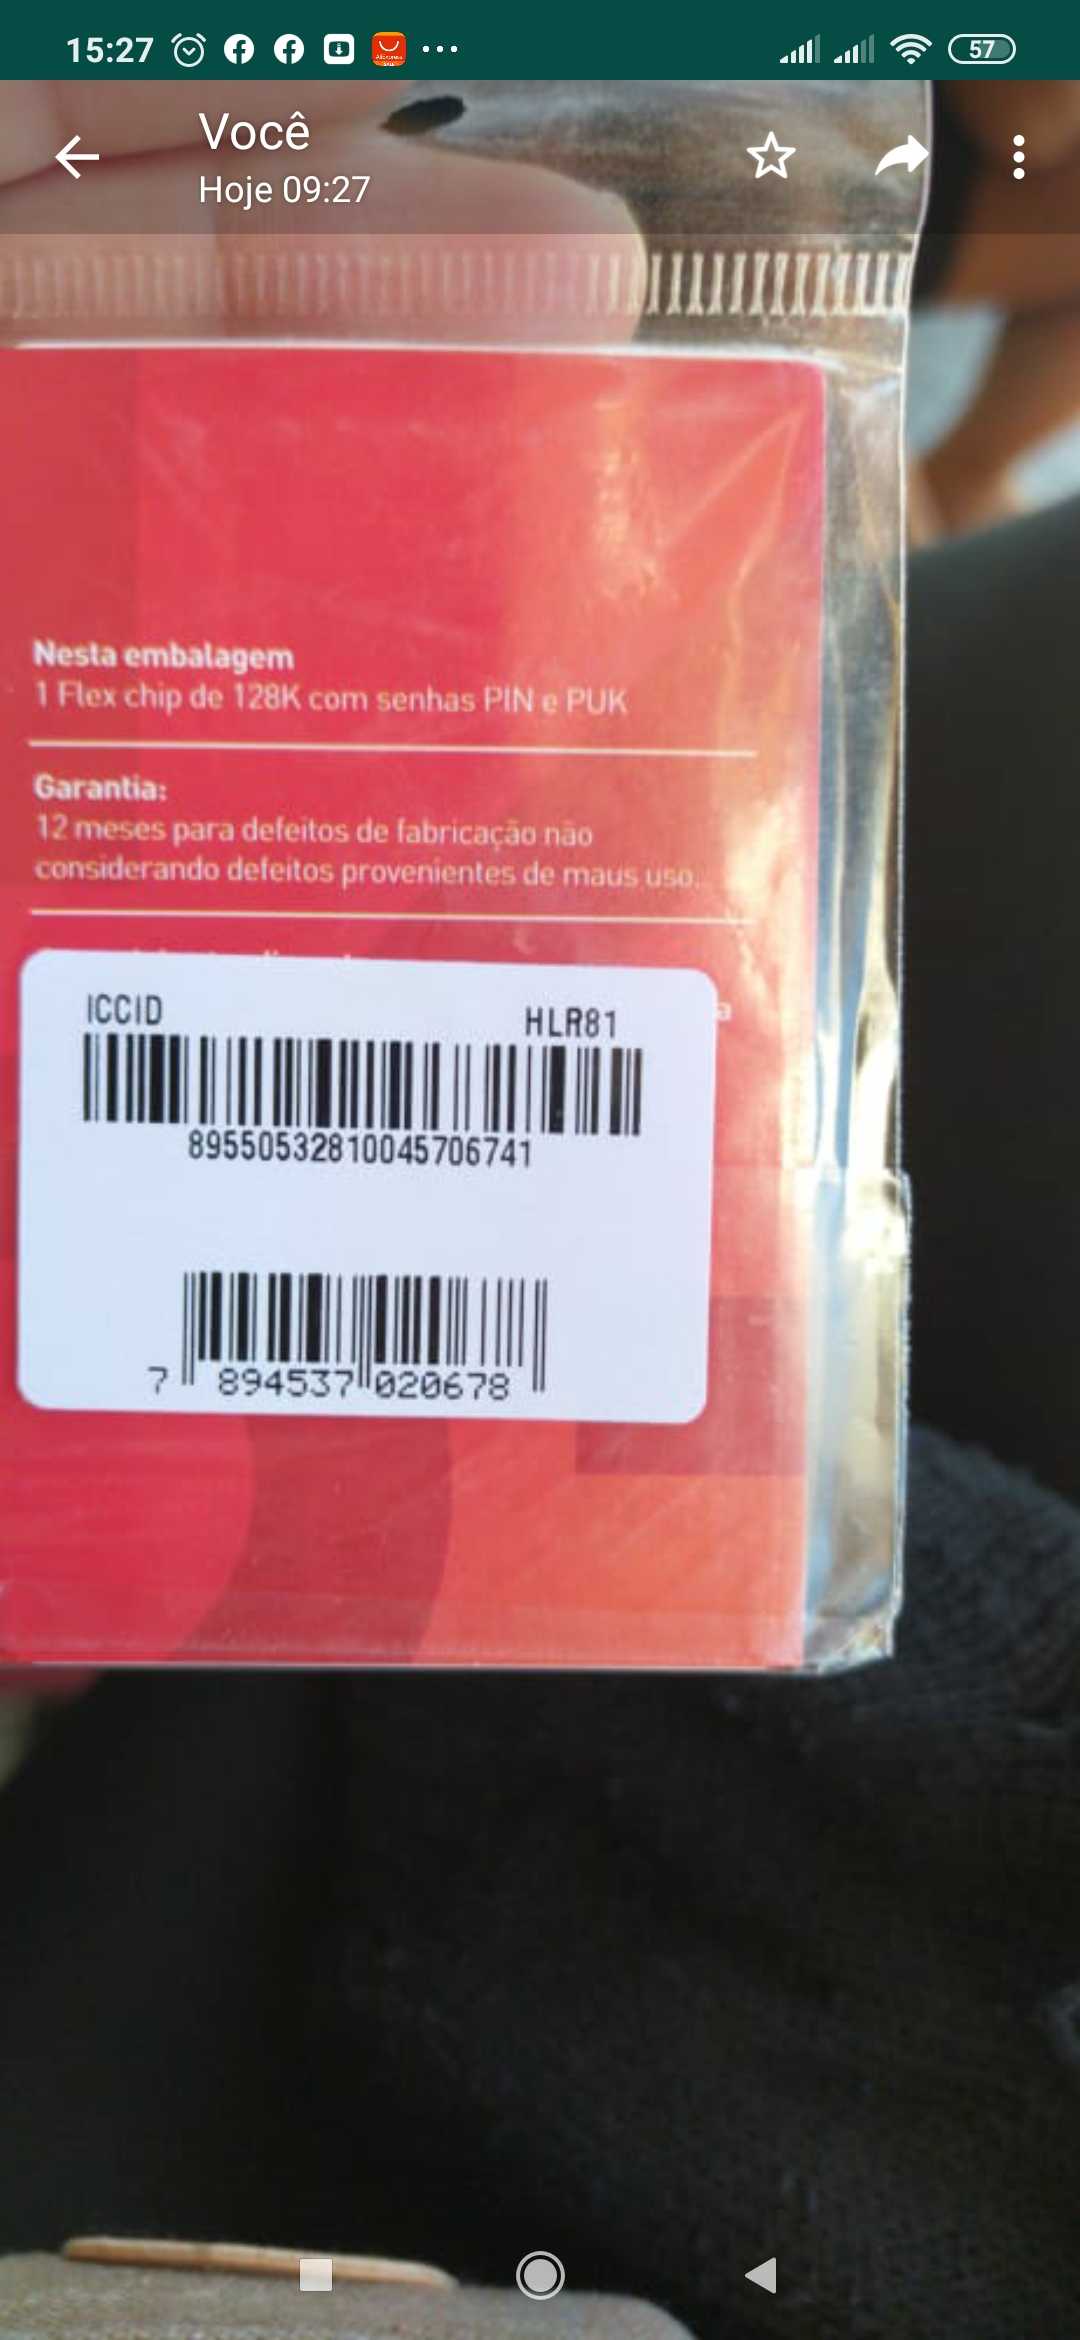 15:27
57
Você
Hoje 09:27
Nesta embalagem
1 Flex chip de 128K com senhas PIN e PUK
Garantia:
12 meses para defeitos de fabricação não
considerando defeitos provenientes de maus uso.
a
ICCID HLR81
89550532810045706741
7 894537 020678